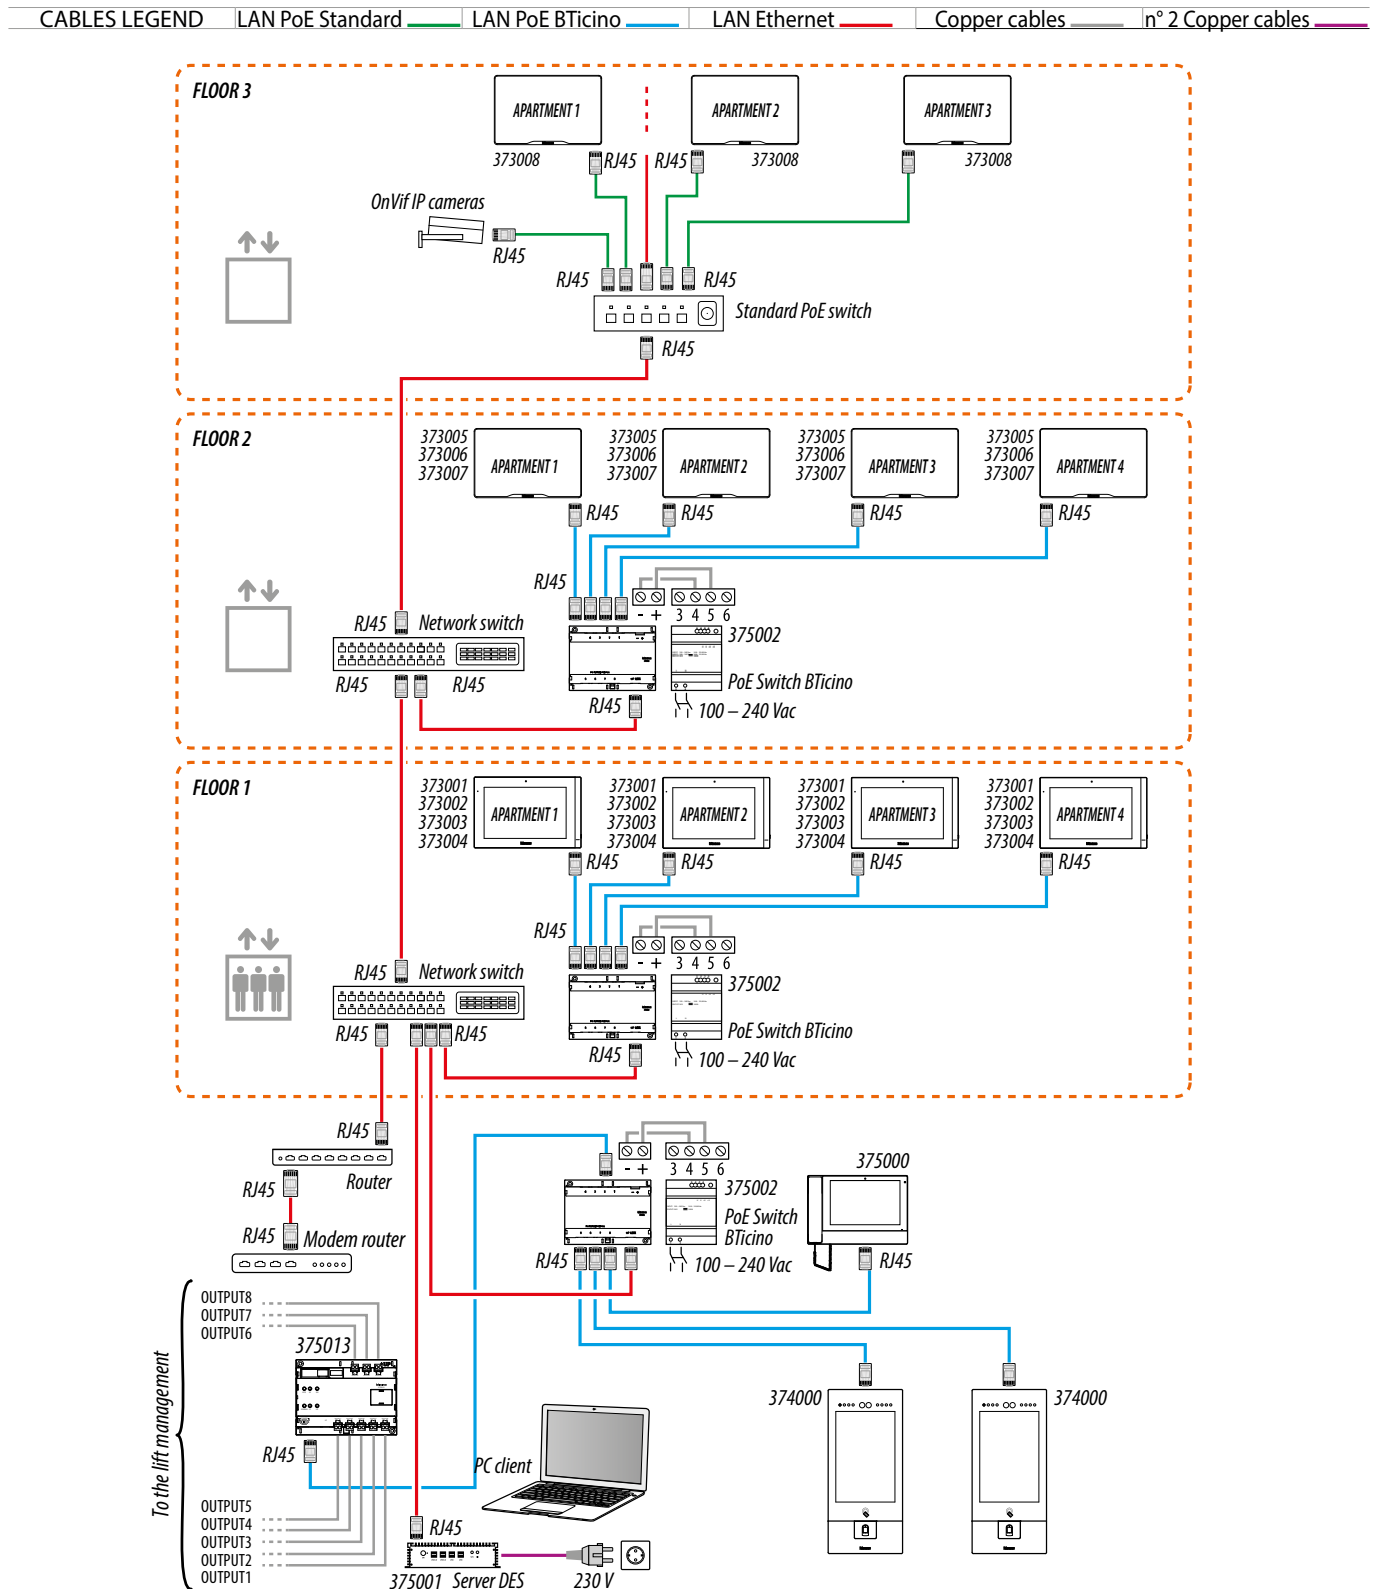 CABLES LEGEND LAN PoE Standard LAN PoE BTicino LAN Ethernet Copper cables n° 2 Copper cables
FLOOR 3
APARTMENT 1
APARTMENT 2
APARTMENT 3
373008
RJ45
RJ45
373008
373008
OnVif IP cameras
RJ45
RJ45
RJ45
Standard PoE switch
RJ45
FLOOR 2
373005
373006
373007
APARTMENT 1
373005
373006
373007
APARTMENT 2
373005
373006
373007
APARTMENT 3
373005
373006
373007
APARTMENT 4
RJ45
RJ45
RJ45
RJ45
RJ45
- + 3 4 5 6
RJ45
Network switch
375002
RJ45
RJ45
PoE Switch BTicino
RJ45
100 – 240 Vac
FLOOR 1
373001
373002
373003
373004
APARTMENT 1
373001
373002
373003
373004
APARTMENT 2
373001
373002
373003
373004
APARTMENT 3
373001
373002
373003
373004
APARTMENT 4
RJ45
RJ45
RJ45
RJ45
RJ45
- + 3 4 5 6
RJ45
Network switch
375002
RJ45
RJ45
PoE Switch BTicino
RJ45
100 – 240 Vac
RJ45
Router
RJ45
RJ45
Modem router
- + 3 4 5 6
375002
PoE Switch
BTicino
RJ45
100 – 240 Vac
375000
RJ45
To the lift management
OUTPUT8
OUTPUT7
OUTPUT6
375013
RJ45
OUTPUT5
OUTPUT4
OUTPUT3
OUTPUT2
OUTPUT1
PC client
374000
374000
RJ45
375001
Server DES
230 V